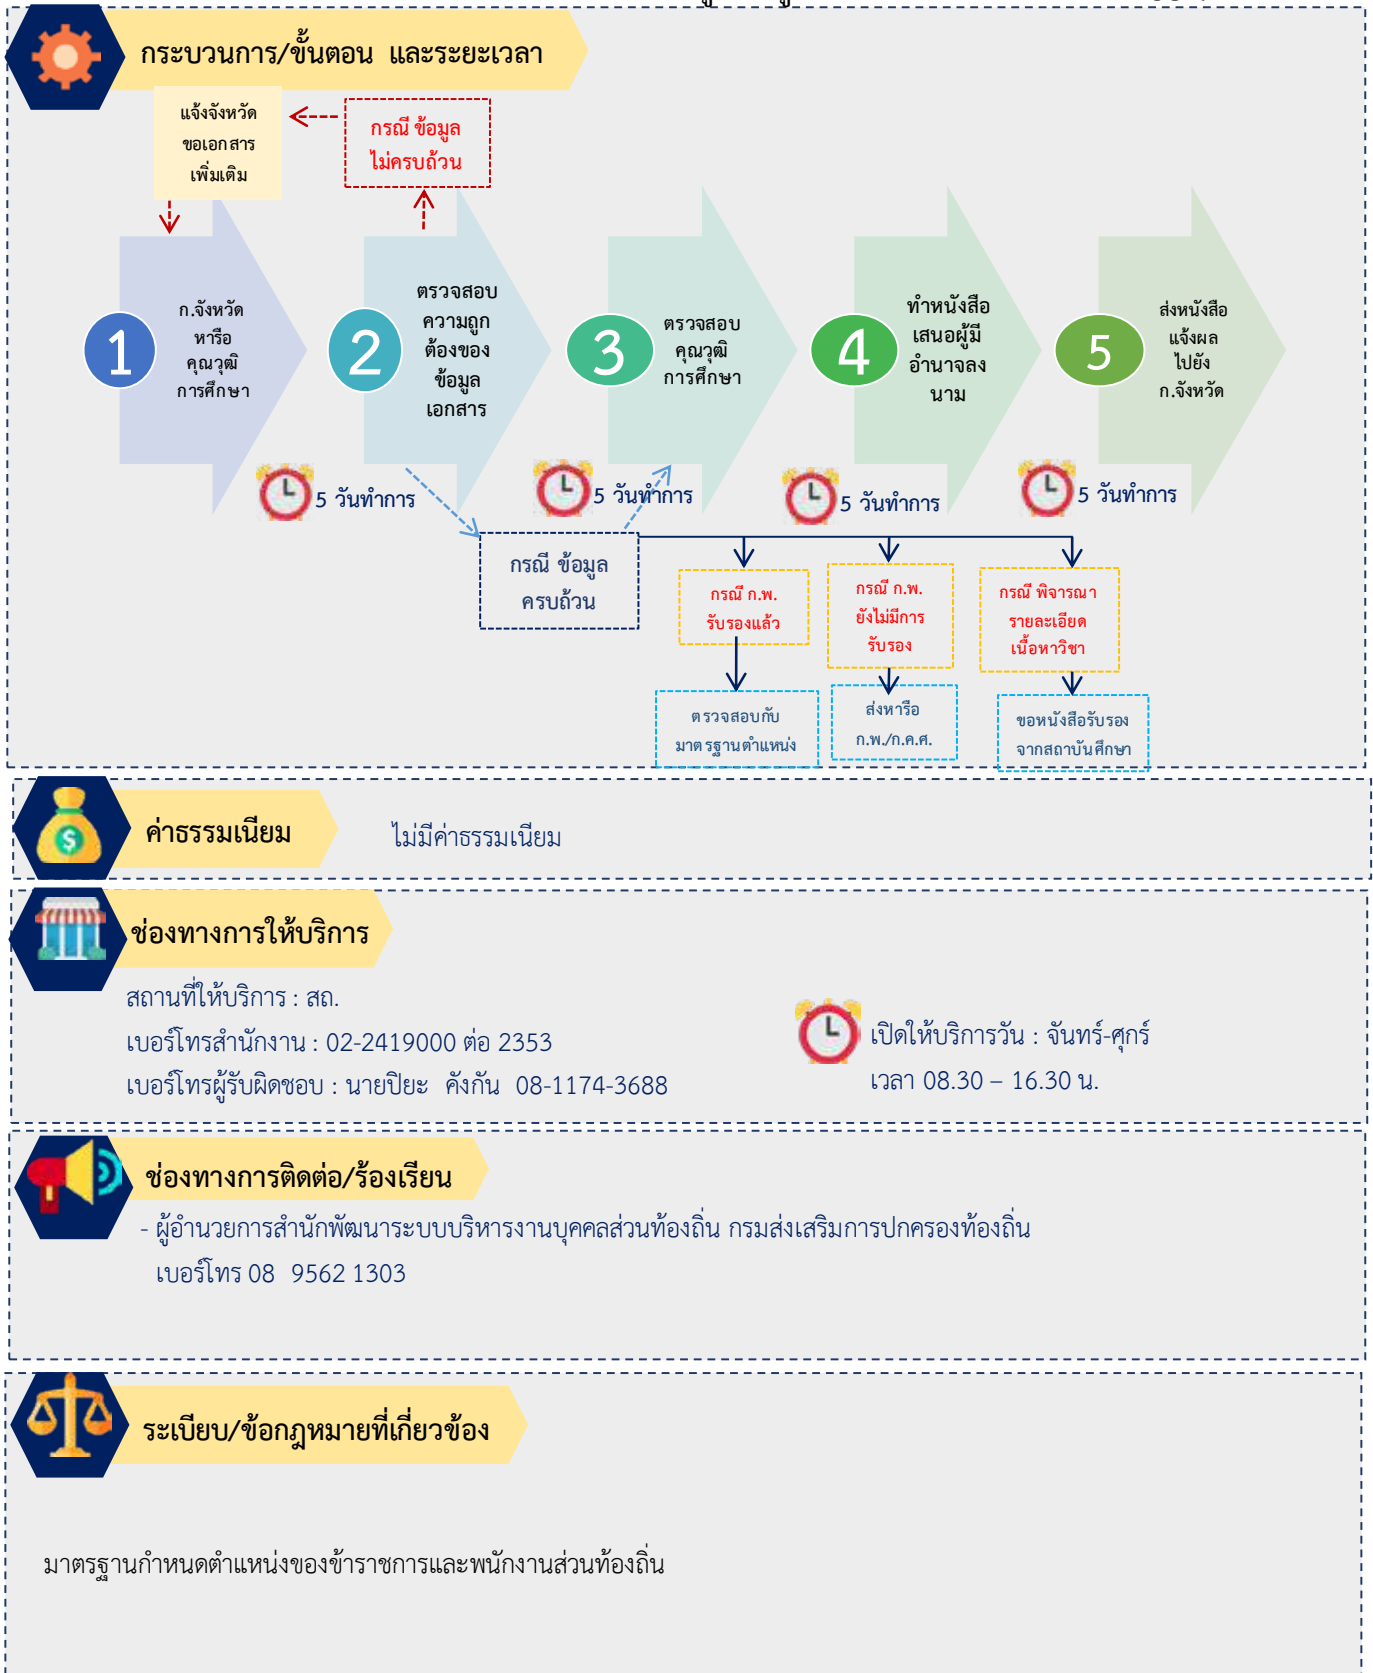 กระบวนการ/ขั้นตอน และระยะเวลา
แจ้งจังหวัด
ขอเอกสาร
เพิ่มเติม
กรณี ข้อมูล
ไม่ครบถ้วน
1
ก.จังหวัด
หารือ
คุณวุฒิ
การศึกษา
2
ตรวจสอบ
ความถูก
ต้องของ
ข้อมูล
เอกสาร
3
ตรวจสอบ
คุณวุฒิ
การศึกษา
4
ทำหนังสือ
เสนอผู้มี
อำนาจลง
นาม
5
ส่งหนังสือ
แจ้งผล
ไปยัง
ก.จังหวัด
5 วันทำการ
5 วันทำการ
5 วันทำการ
5 วันทำการ
กรณี ข้อมูล
ครบถ้วน
กรณี ก.พ.
รับรองแล้ว
กรณี ก.พ.
ยังไม่มีการ
รับรอง
กรณี พิจารณา
รายละเอียด
เนื้อหาวิชา
ตรวจสอบกับ
มาตรฐานตำแหน่ง
ส่งหารือ
ก.พ./ก.ค.ศ.
ขอหนังสือรับรอง
จากสถาบันศึกษา
ค่าธรรมเนียม
ไม่มีค่าธรรมเนียม
ช่องทางการให้บริการ
สถานที่ให้บริการ : สถ.
เบอร์โทรสำนักงาน : 02-2419000 ต่อ 2353
เบอร์โทรผู้รับผิดชอบ : นายปิยะ คังกัน 08-1174-3688
เปิดให้บริการวัน : จันทร์-ศุกร์
เวลา 08.30 – 16.30 น.
ช่องทางการติดต่อ/ร้องเรียน
- ผู้อำนวยการสำนักพัฒนาระบบบริหารงานบุคคลส่วนท้องถิ่น กรมส่งเสริมการปกครองท้องถิ่น
เบอร์โทร 08 9562 1303
ระเบียบ/ข้อกฎหมายที่เกี่ยวข้อง
มาตรฐานกำหนดตำแหน่งของข้าราชการและพนักงานส่วนท้องถิ่น